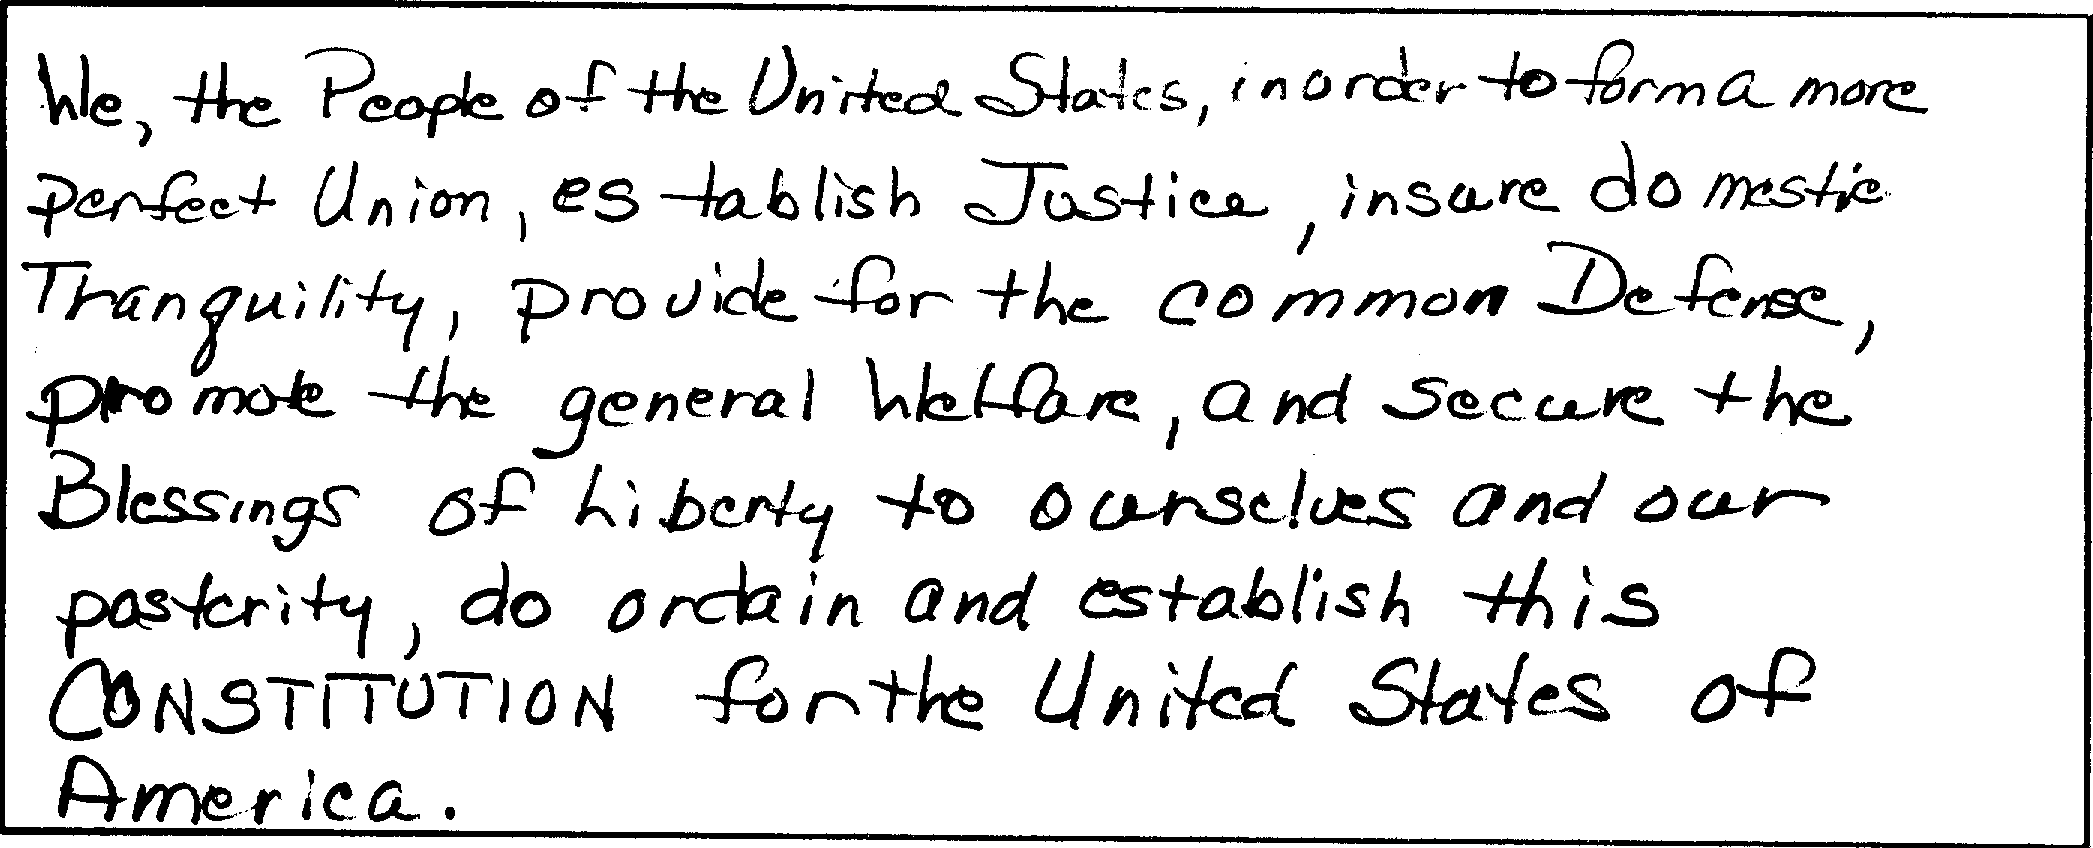 We, the People of the United States, in order to form a more
perfect Union, establish Justice, insure domestic
Tranquility, provide for the common Defense,
promote the general Welfare, and secure the
Blessings of Liberty to ourselves and our
posterity, do ordain and establish this
CONSTITUTION for the United States of
America.